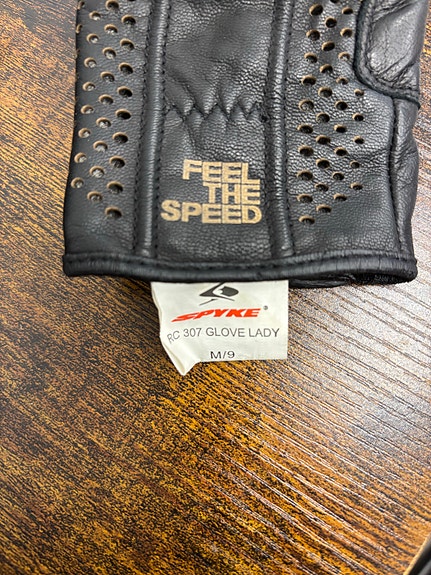 FEEL
THE
SPEED
SPYKE®
RC 307 GLOVE LADY
M/9